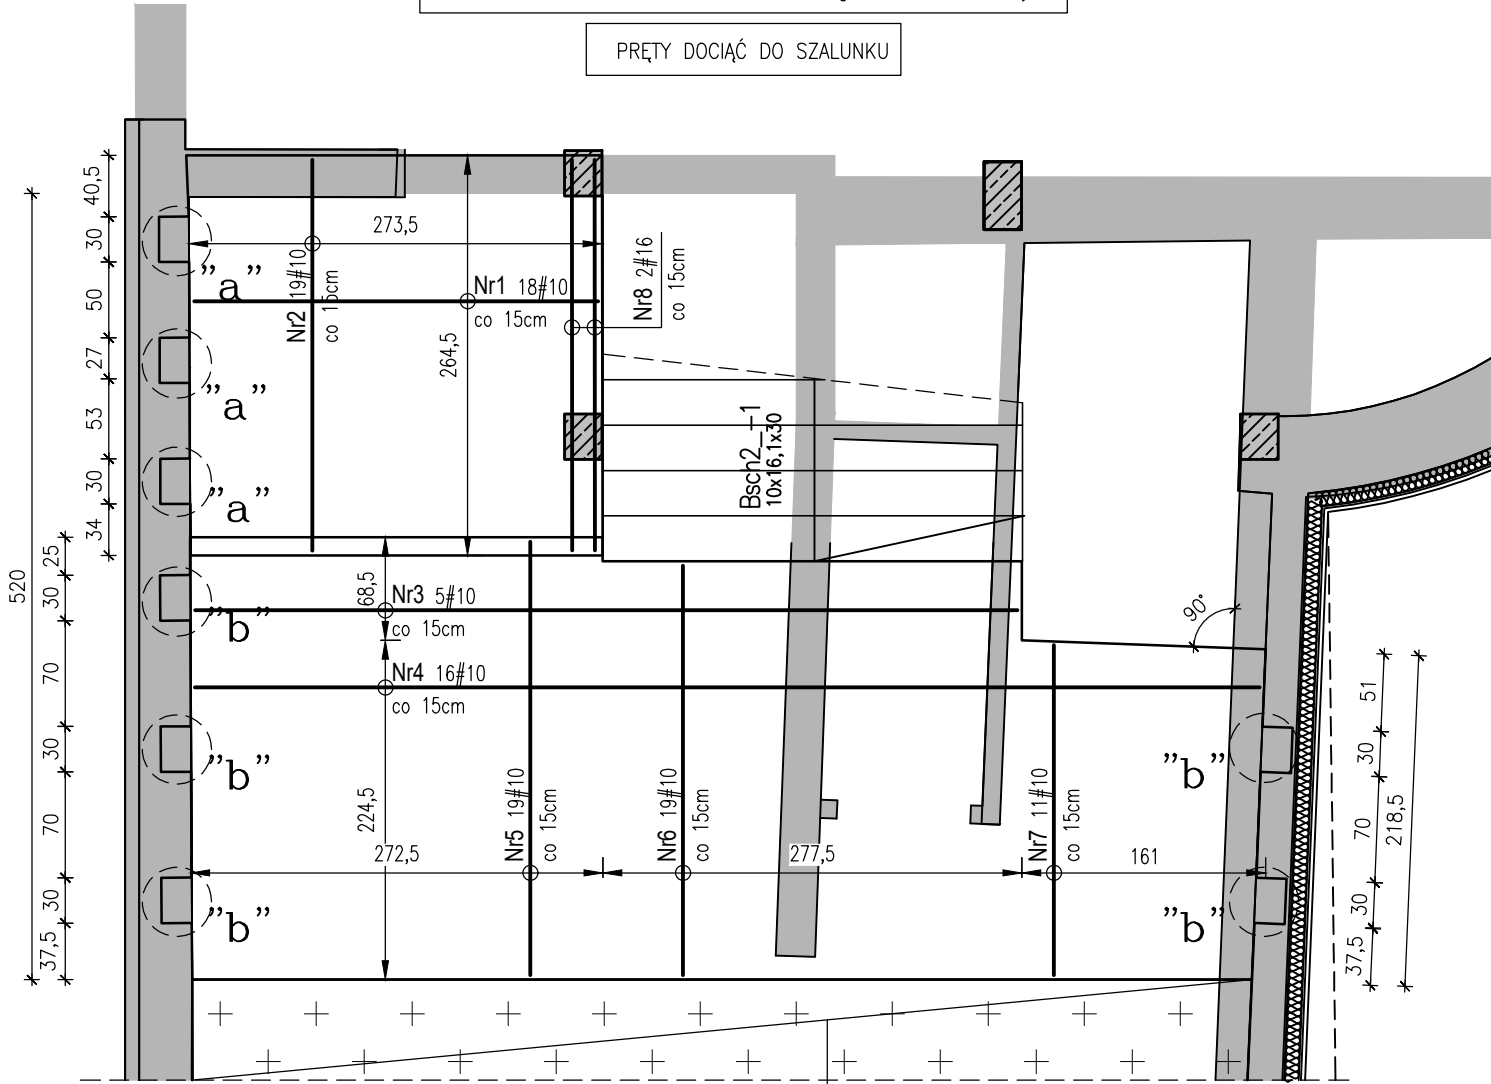 PRĘTY DOCIĄĆ DO SZALUNKU
40,5
30
50
27
53
30
34
520
25
30
70
30
70
30
37,5
273,5
"a"
"a"
"a"
"b"
"b"
"b"
Nr2 19#10
co 15cm
Nr1 18#10
co 15cm
264,5
Nr8 2#16
co 15cm
Bsch2_-1
10x16,1x30
68,5
Nr3 5#10
co 15cm
Nr4 16#10
co 15cm
224,5
272,5
Nr5 19#10
co 15cm
Nr6 19#10
co 15cm
277,5
Nr7 11#10
co 15cm
161
90°
"b"
"b"
51
30
70
30
37,5
218,5